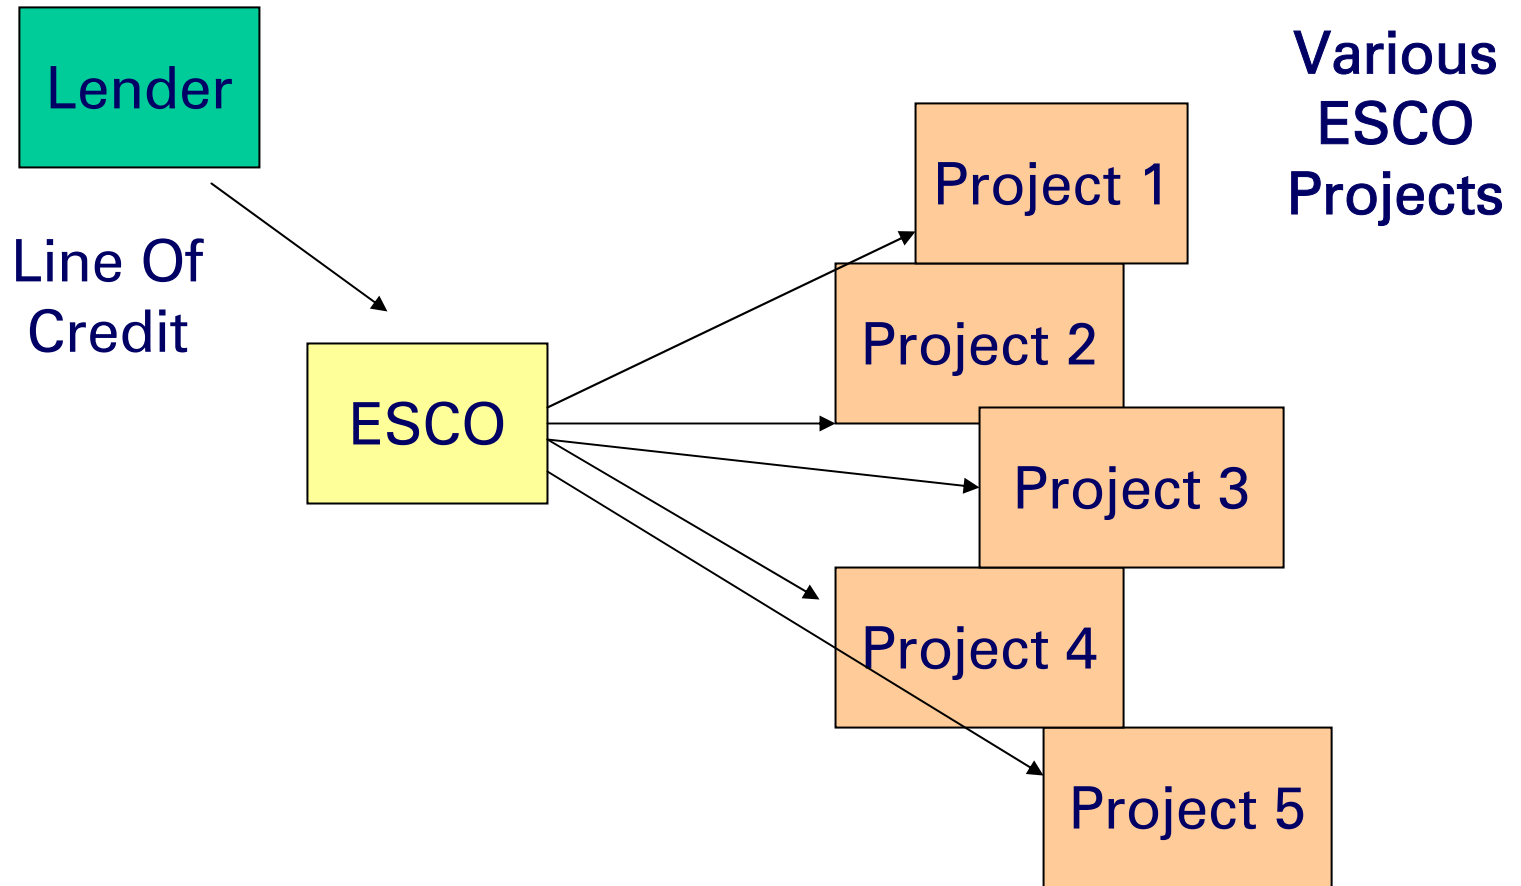 Lender
Various
ESCO
Projects
Project 1
Line Of
Credit
Project 2
ESCO
Project 3
Project 4
Project 5